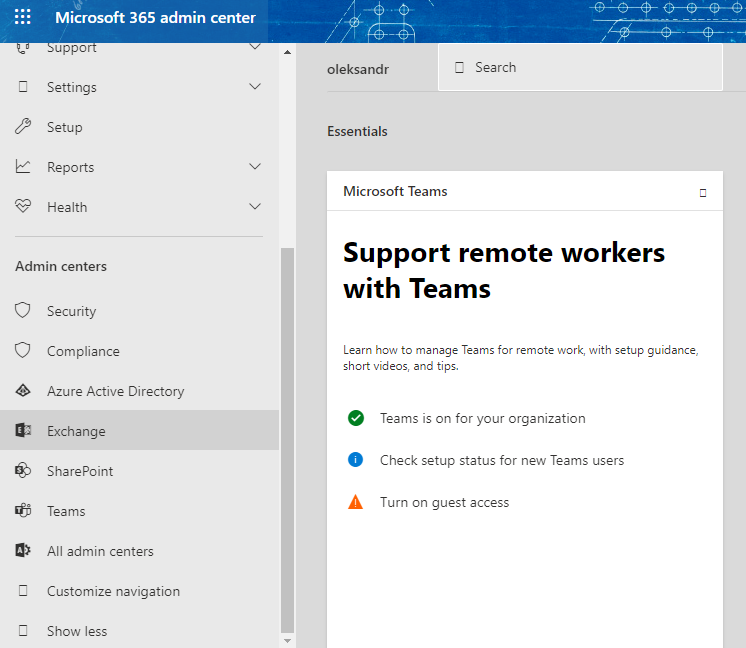 Microsoft 365 admin center
Support
Settings
Setup
Reports
Health
Admin centers
Security
Compliance
Azure Active Directory
Exchange
SharePoint
Teams
All admin centers
Customize navigation
Show less
oleksandr
Search
Essentials
Microsoft Teams
Support remote workers
with Teams
Learn how to manage Teams for remote work, with setup guidance,
short videos, and tips.
Teams is on for your organization
Check setup status for new Teams users
Turn on guest access